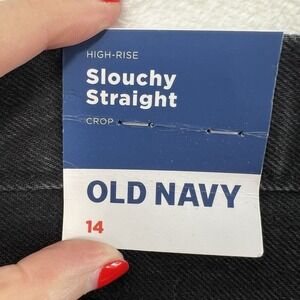 HIGH-RISE
Slouchy
Straight
CROP
OLD NAVY
14